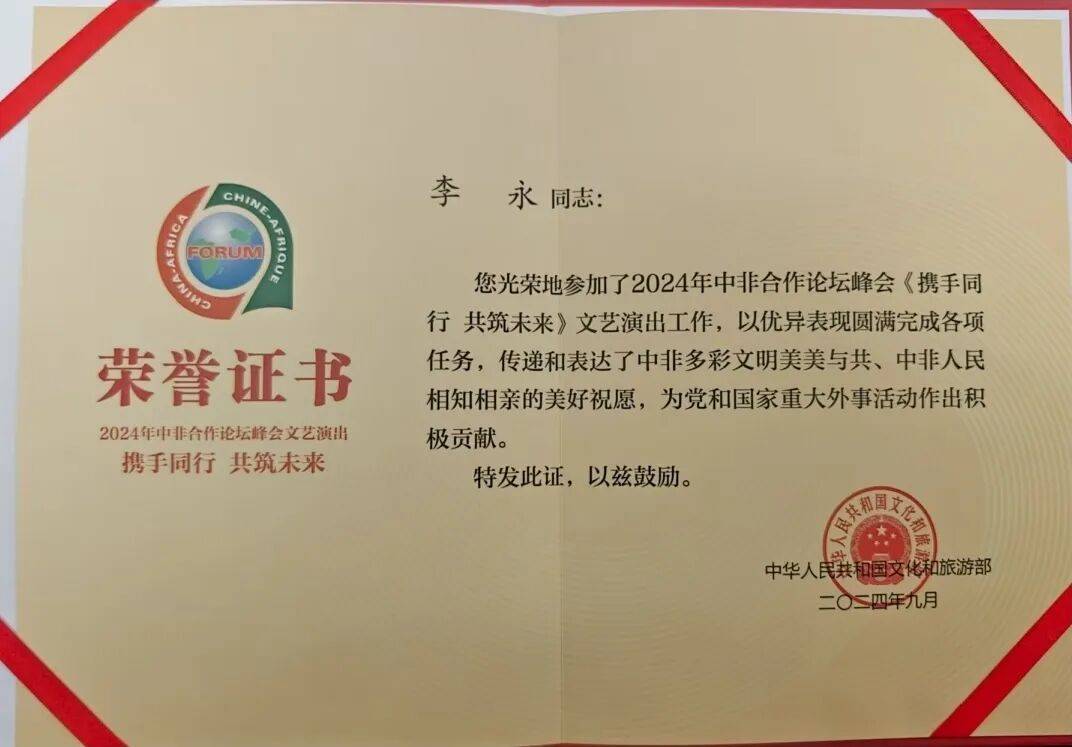 CHINA-AFRICA
CHINE-AFRIQUE
FORUM
荣誉证书
2024年中非合作论坛峰会文艺演出
携手同行 共筑未来
李 永 同志：
您光荣地参加了2024年中非合作论坛峰会《携手同
行 共筑未来》文艺演出工作，以优异表现圆满完成各项
任务，传递和表达了中非多彩文明美美与共、中非人民
相知相亲的美好祝愿，为党和国家重大外事活动作出积
极贡献。
特发此证，以兹鼓励。
中华人民共和国文化和旅游部
中华人民共和国文化和旅游部
二〇二四年九月